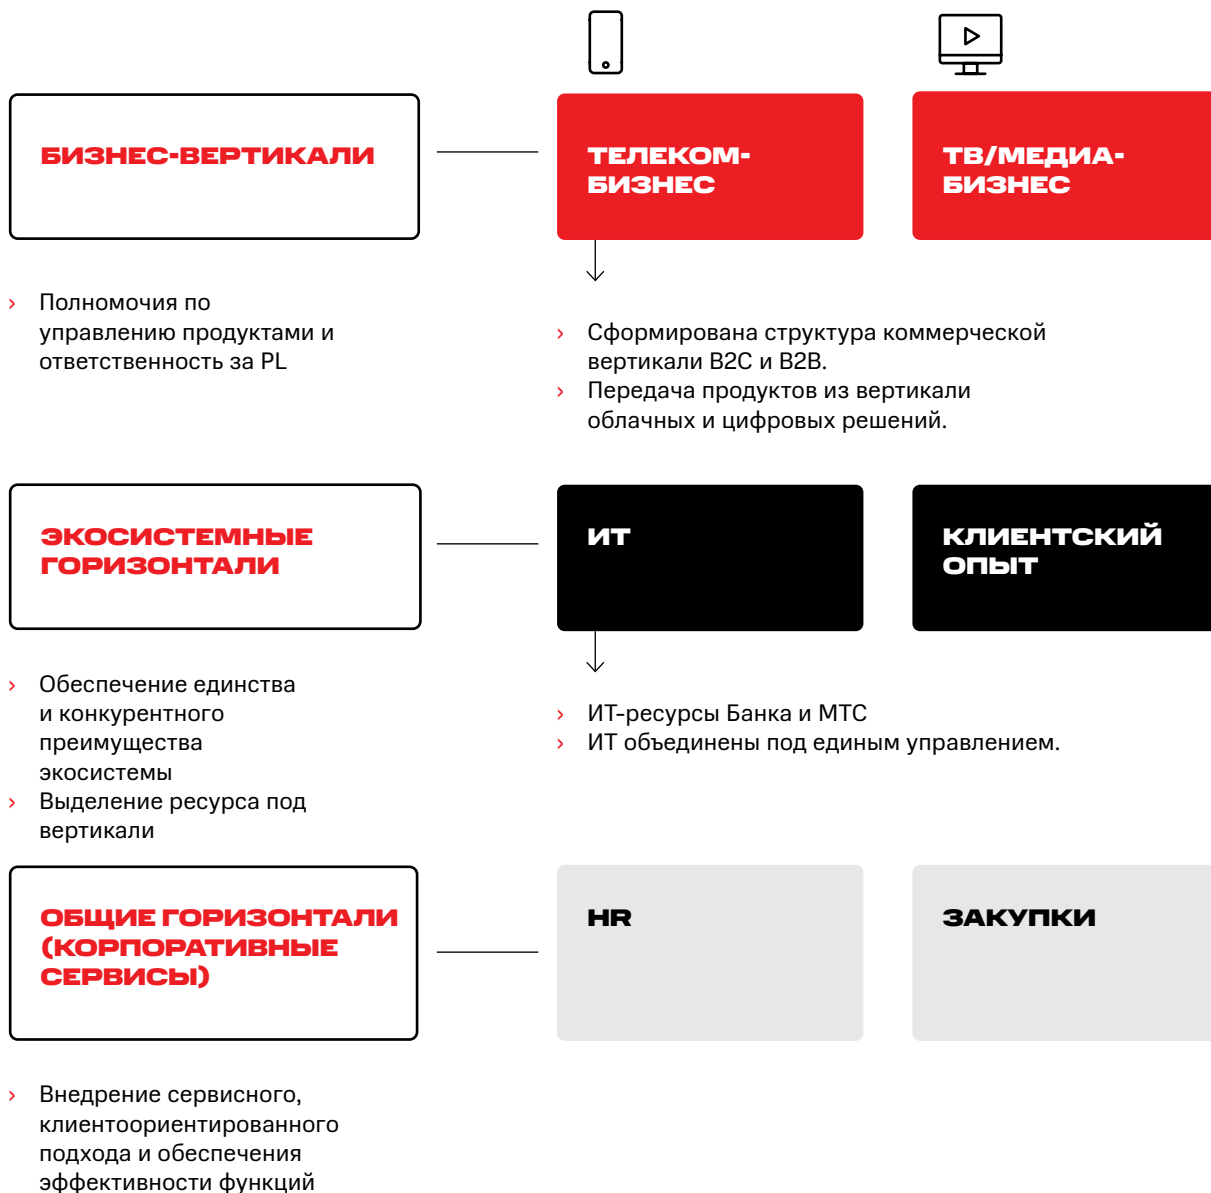 БИЗНЕС-ВЕРТИКАЛИ
ТЕЛЕКОМ-
БИЗНЕС
ТВ/МЕДИА-
БИЗНЕС
› Полномочия по
управлению продуктами и
ответственность за PL
› Сформирована структура коммерческой
вертикали B2C и B2B.
› Передача продуктов из вертикали
облачных и цифровых решений.
ЭКОСИСТЕМНЫЕ
ГОРИЗОНТАЛИ
ИТ
КЛИЕНТСКИЙ
ОПЫТ
› Обеспечение единства
и конкурентного
преимущества
экосистемы
› Выделение ресурса под
вертикали
› ИТ-ресурсы Банка и МТС
› ИТ объединены под единым управлением.
ОБЩИЕ ГОРИЗОНТАЛИ
(КОРПОРАТИВНЫЕ
СЕРВИСЫ)
HR
ЗАКУПКИ
› Внедрение сервисного,
клиентоориентированного
подхода и обеспечения
эффективности функций